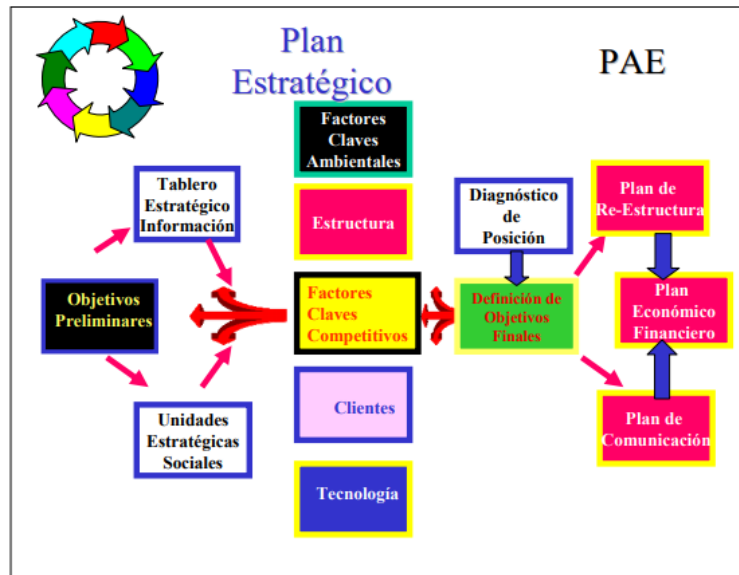 Plan
Estratégico
PAE
Factores
Claves
Ambientales
Tablero
Estratégico
Información
Estructura
Diagnóstico
de
Posición
Plan de
Re-Estructura
Objetivos
Preliminares
Factores
Claves
Competitivos
Definición de
Objetivos
Finales
Plan
Económico
Financiero
Unidades
Estratégicas
Sociales
Clientes
Plan de
Comunicación
Tecnología